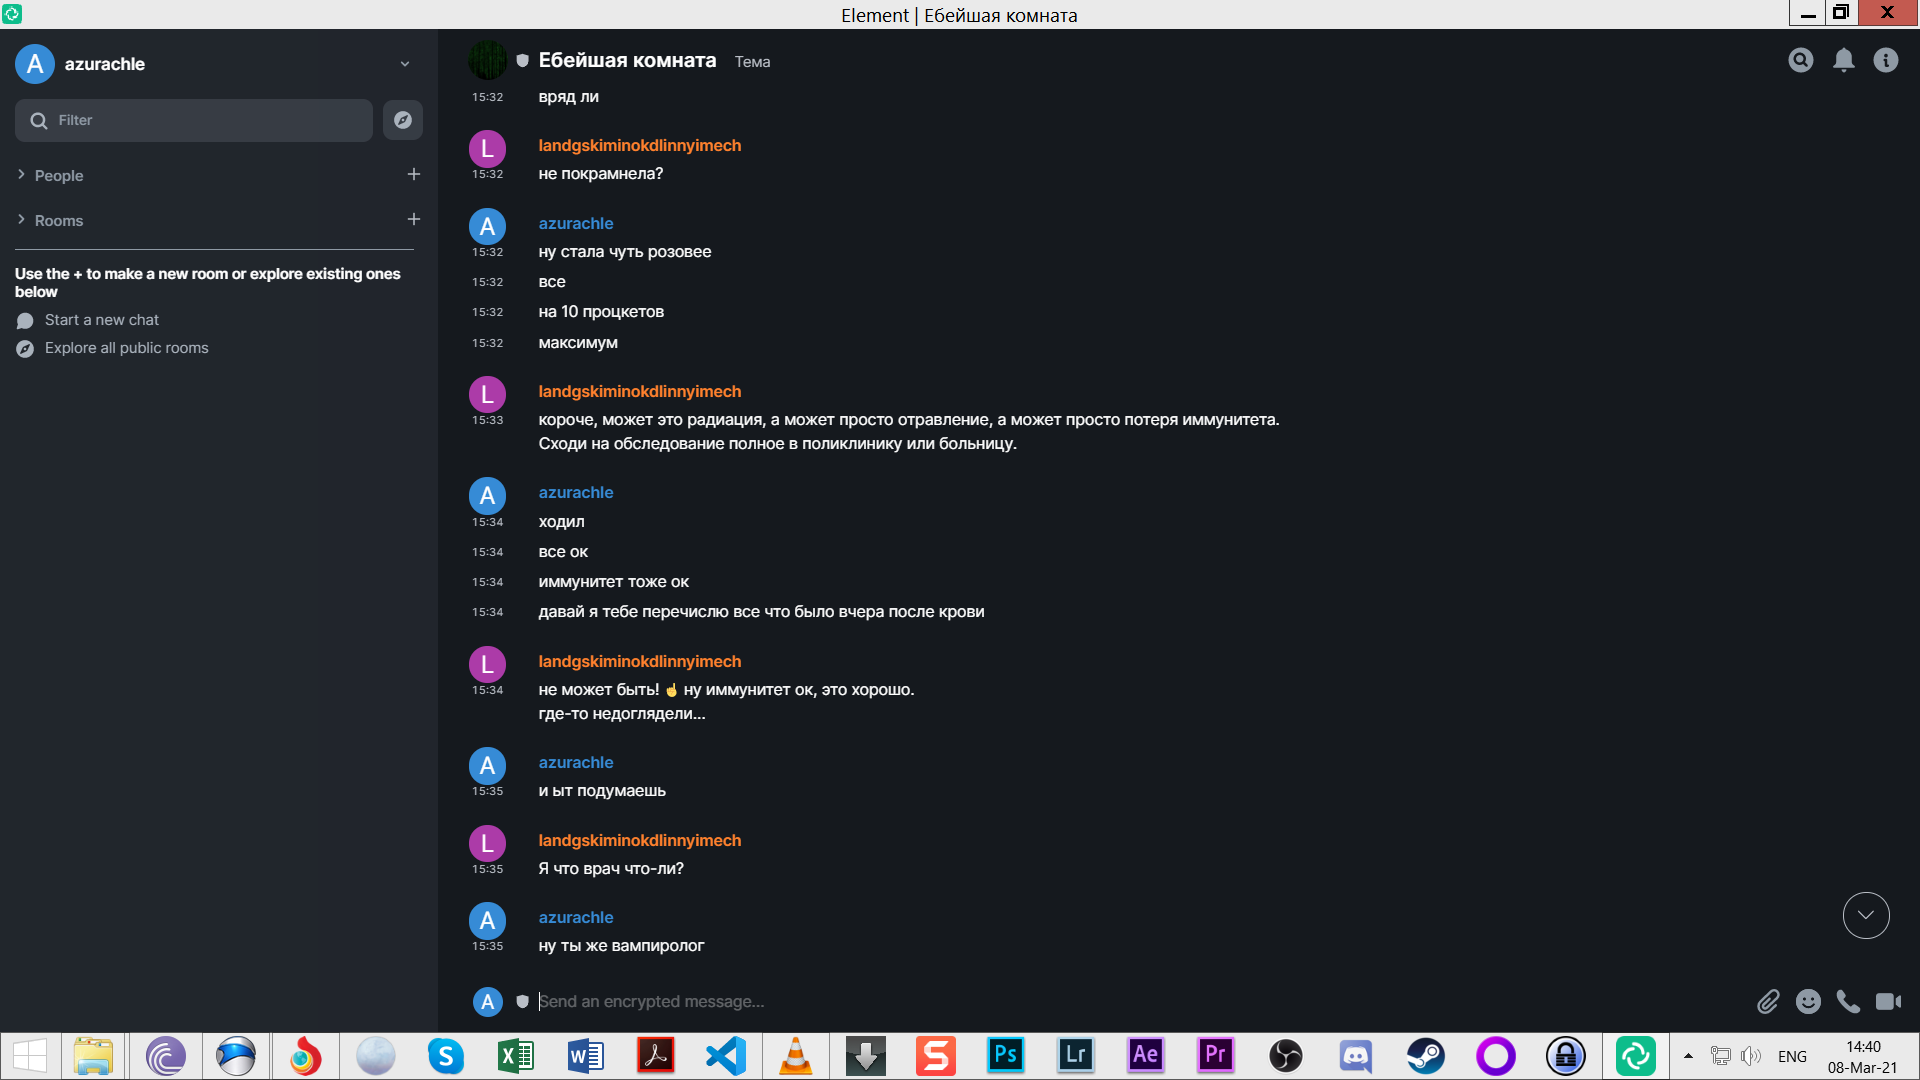 Element | Ебейшая комната
A azurachle
Filter
People
Rooms
Use the + to make a new room or explore existing ones
below
Start a new chat
Explore all public rooms
Ебейшая комната Тема
15:32 вряд ли
L landgskiminokdlinnyimech
15:32 не покрамнела?
A azurachle
15:32 ну стала чуть розовее
15:32 все
15:32 на 10 процкетов
15:32 максимум
L landgskiminokdlinnyimech
15:33 короче, может это радиация, а может просто отравление, а может просто потеря иммунитета.
Сходи на обследование полное в поликлинику или больницу.
A azurachle
15:34 ходил
15:34 все ок
15:34 иммунитет тоже ок
15:34 давай я тебе перечислю все что было вчера после крови
L landgskiminokdlinnyimech
15:34 не может быть! ☝ ну иммунитет ок, это хорошо.
где-то недоглядели...
A azurachle
15:35 и ыт подумаешь
L landgskiminokdlinnyimech
15:35 Я что врач что-ли?
A azurachle
15:35 ну ты же вампиролог
A Send an encrypted message...
Ps Lr Ae Pr ENG 14:40
08-Mar-21